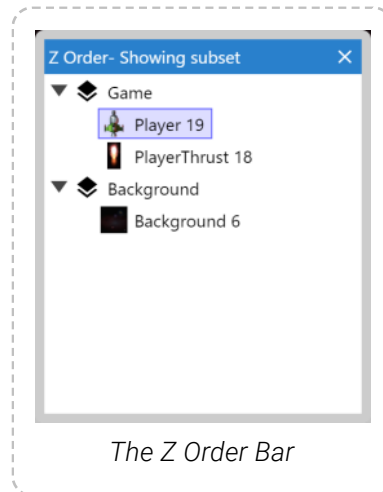 Z Order- Showing subset
Game
Player 19
PlayerThrust 18
Background
Background 6
The Z Order Bar